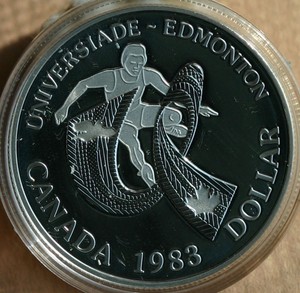 UNIVERSIADE - EDMONTON
CANADA · 1983 DOLLAR